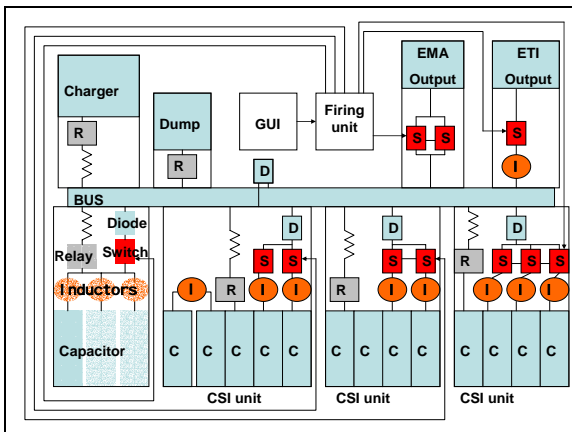 EMA
Output
ETI
Output
Charger
Dump
GUI
Firing
unit
R
R
S
S
S
I
D
BUS
Diode
D
D
D
Relay
Switch
S
S
S
S
R
S
S
S
Inductors
I
R
I
I
R
I
I
I
I
I
Capacitor
C
C
C
C
C
C
C
C
C
C
C
C
C
CSI unit
CSI unit
CSI unit